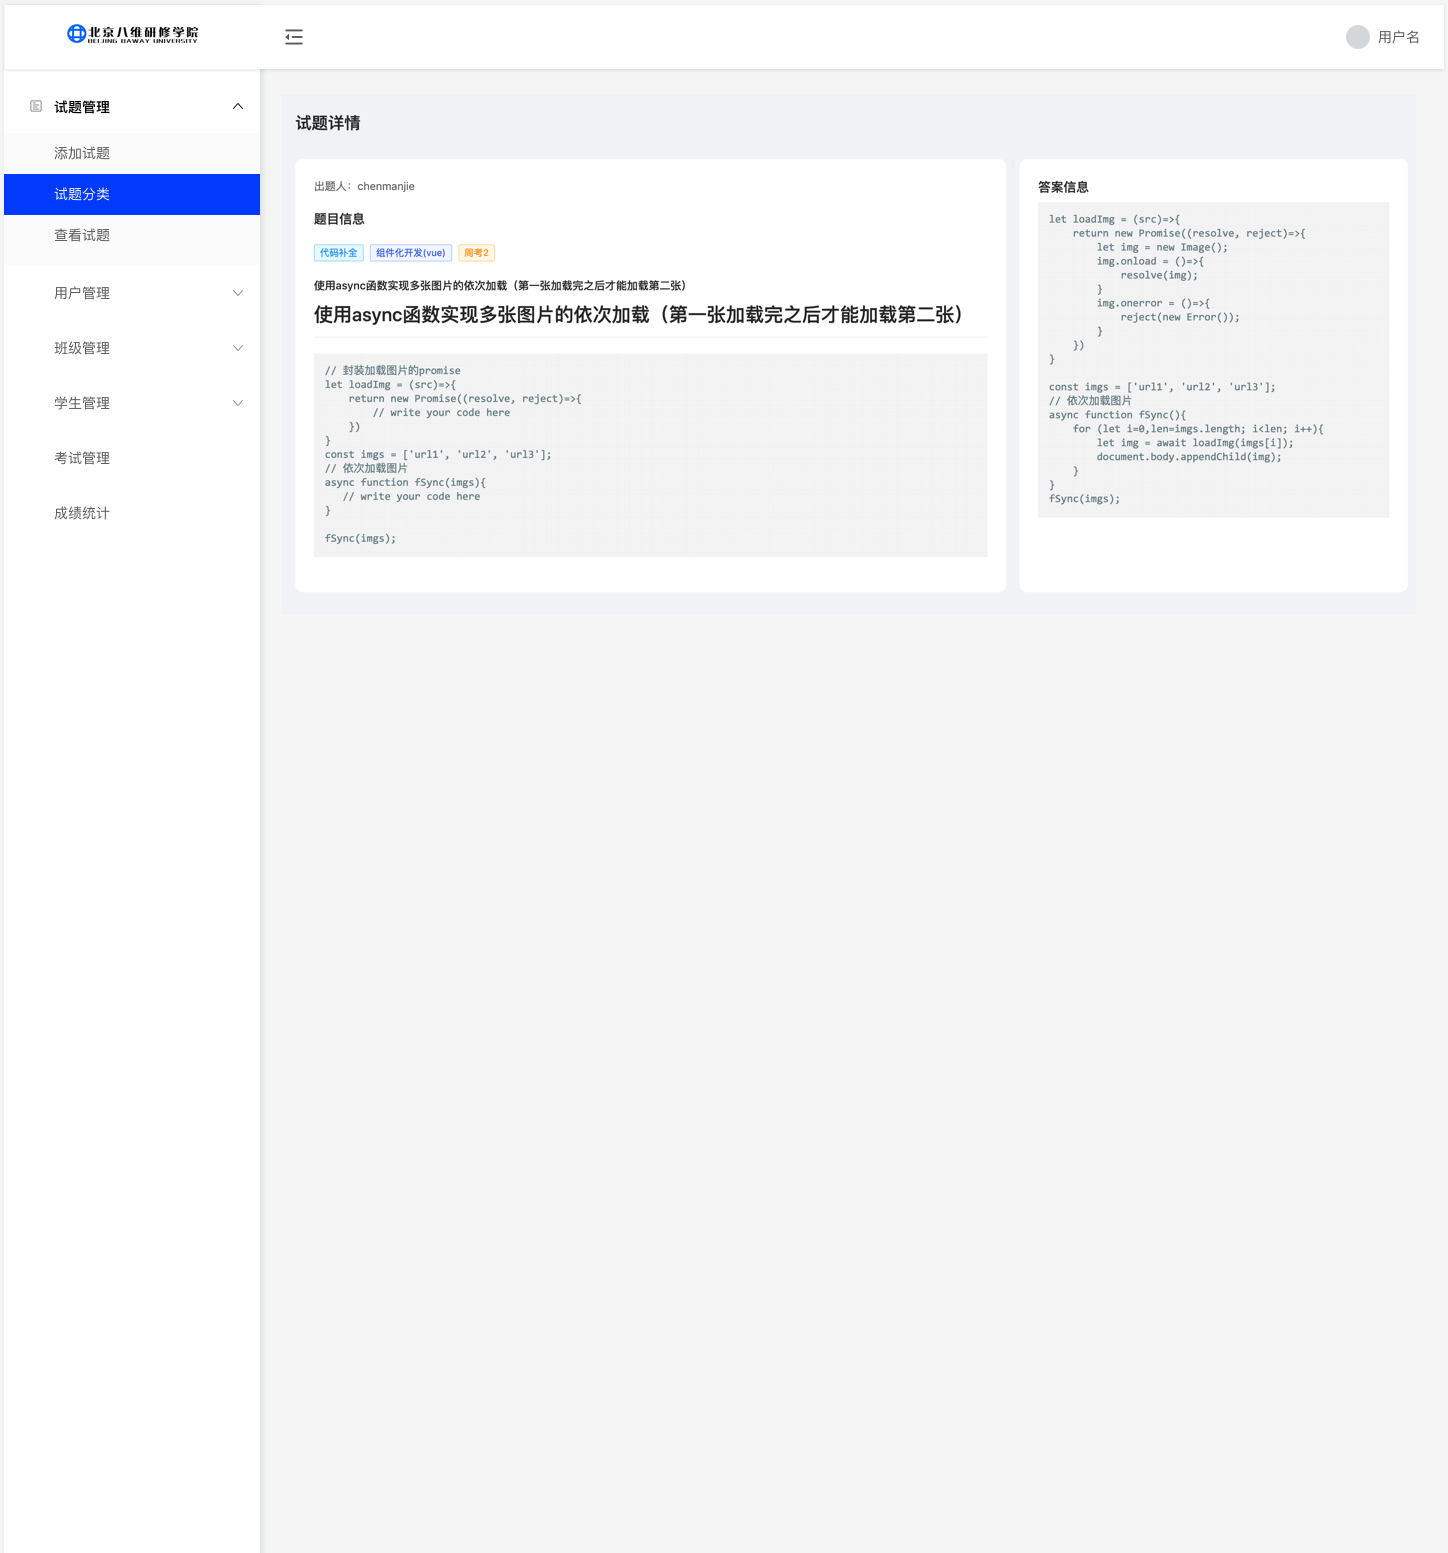 北京八维研修学院
BEIJING BAWAY UNIVERSITY
用户名
试题管理
添加试题
试题分类
查看试题
用户管理
班级管理
学生管理
考试管理
成绩统计
试题详情
出题人：chenmanjie
题目信息
代码补全 组件化开发(vue) 周考2
使用async函数实现多张图片的依次加载（第一张加载完之后才能加载第二张）
使用async函数实现多张图片的依次加载（第一张加载完之后才能加载第二张）
// 封装加载图片的promise
let loadImg = (src)=>{
    return new Promise((resolve, reject)=>{
        // write your code here
    })
}
const imgs = ['url1', 'url2', 'url3'];
// 依次加载图片
async function fSync(imgs){
   // write your code here
}
fSync(imgs);
答案信息
let loadImg = (src)=>{
    return new Promise((resolve, reject)=>{
        let img = new Image();
        img.onload = ()=>{
            resolve(img);
        }
        img.onerror = ()=>{
            reject(new Error());
        }
    })
}
const imgs = ['url1', 'url2', 'url3'];
// 依次加载图片
async function fSync(){
    for (let i=0,len=imgs.length; i<len; i++){
        let img = await loadImg(imgs[i]);
        document.body.appendChild(img);
    }
}
fSync(imgs);